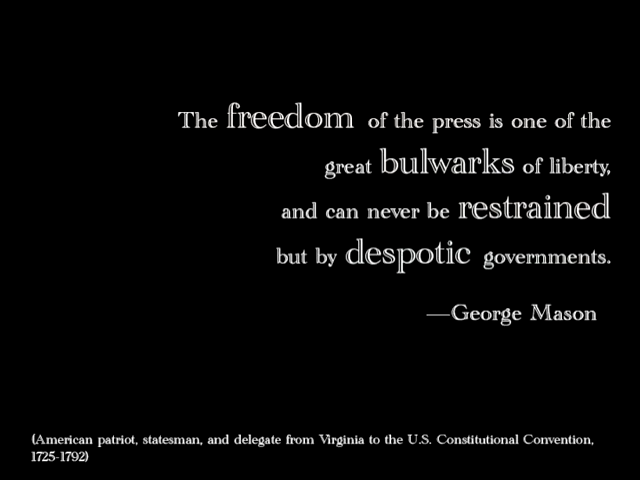 The freedom of the press is one of the
great bulwarks of liberty,
and can never be restrained
but by despotic governments.
—George Mason
(American patriot, statesman, and delegate from Virginia to the U.S. Constitutional Convention,
1725-1792)